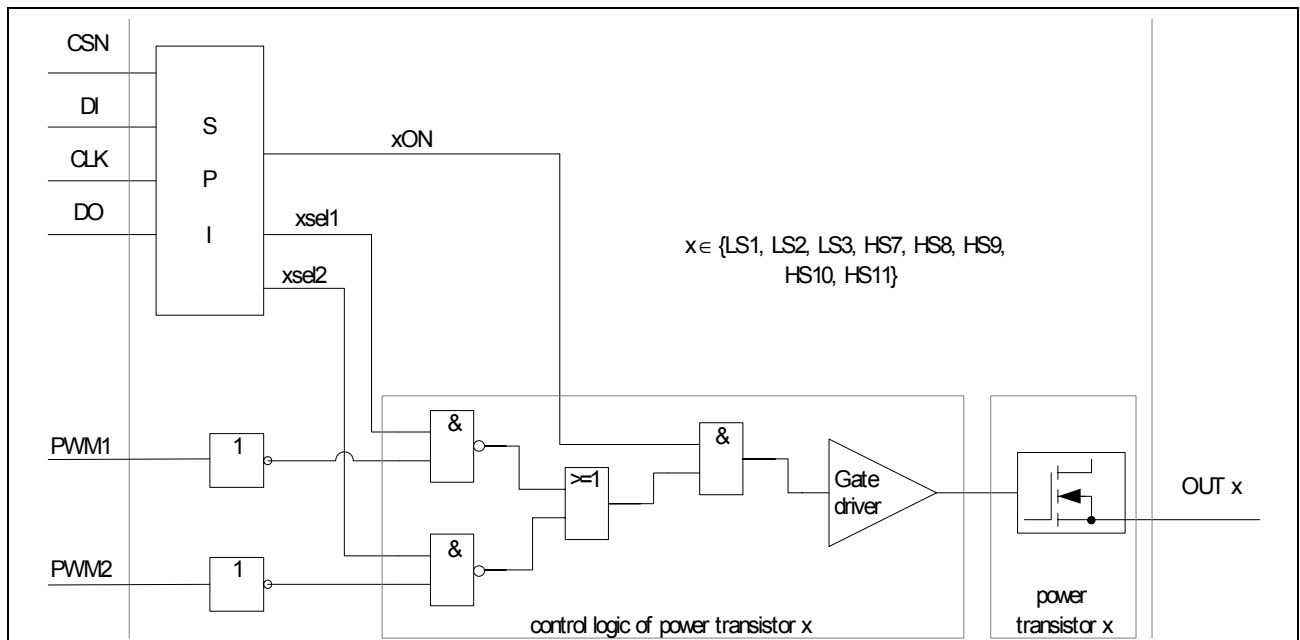 CSN
DI
CLK
DO
S
P
I
xON
xsel1
xsel2
x ∈ {LS1, LS2, LS3, HS7, HS8, HS9,
HS10, HS11}
PWM1
1
&
>=1
&
Gate
driver
OUT x
PWM2
1
&
control logic of power transistor x
power
transistor x